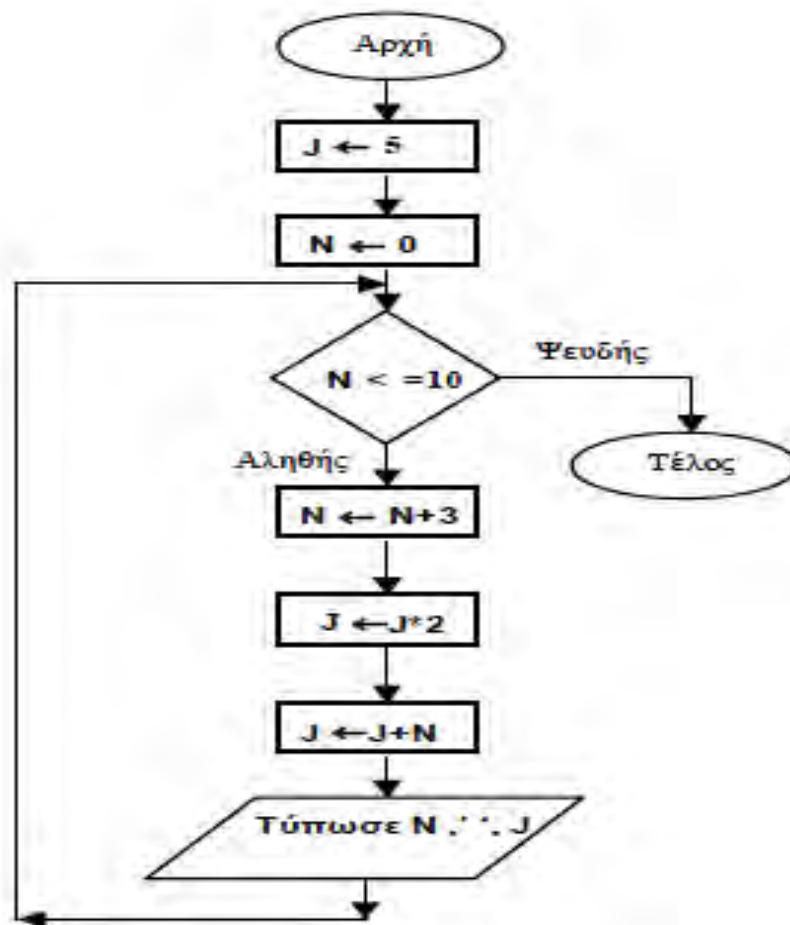 Αρχή
J ← 5
N ← 0
N < =10
Ψευδής
Τέλος
Αληθής
N ← N+3
J ←J*2
J ←J+N
Τύπωσε N ,' ', J